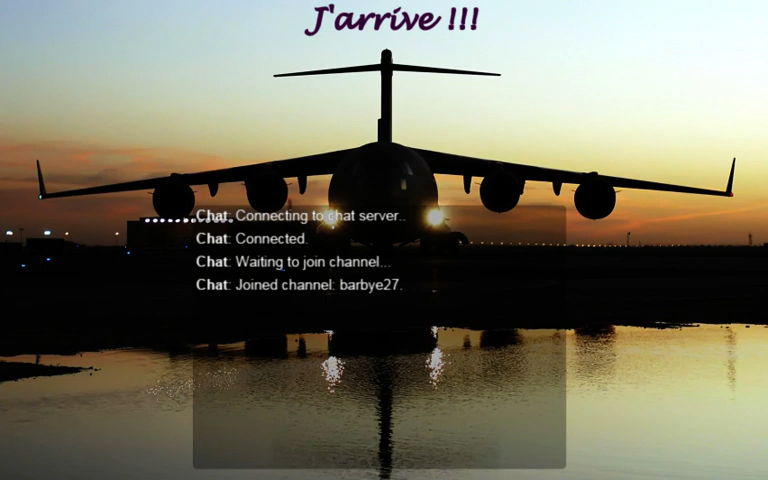 J'arrive !!!
Chat: Connecting to chat server..
Chat: Connected.
Chat: Waiting to join channel...
Chat: Joined channel: barbye27.